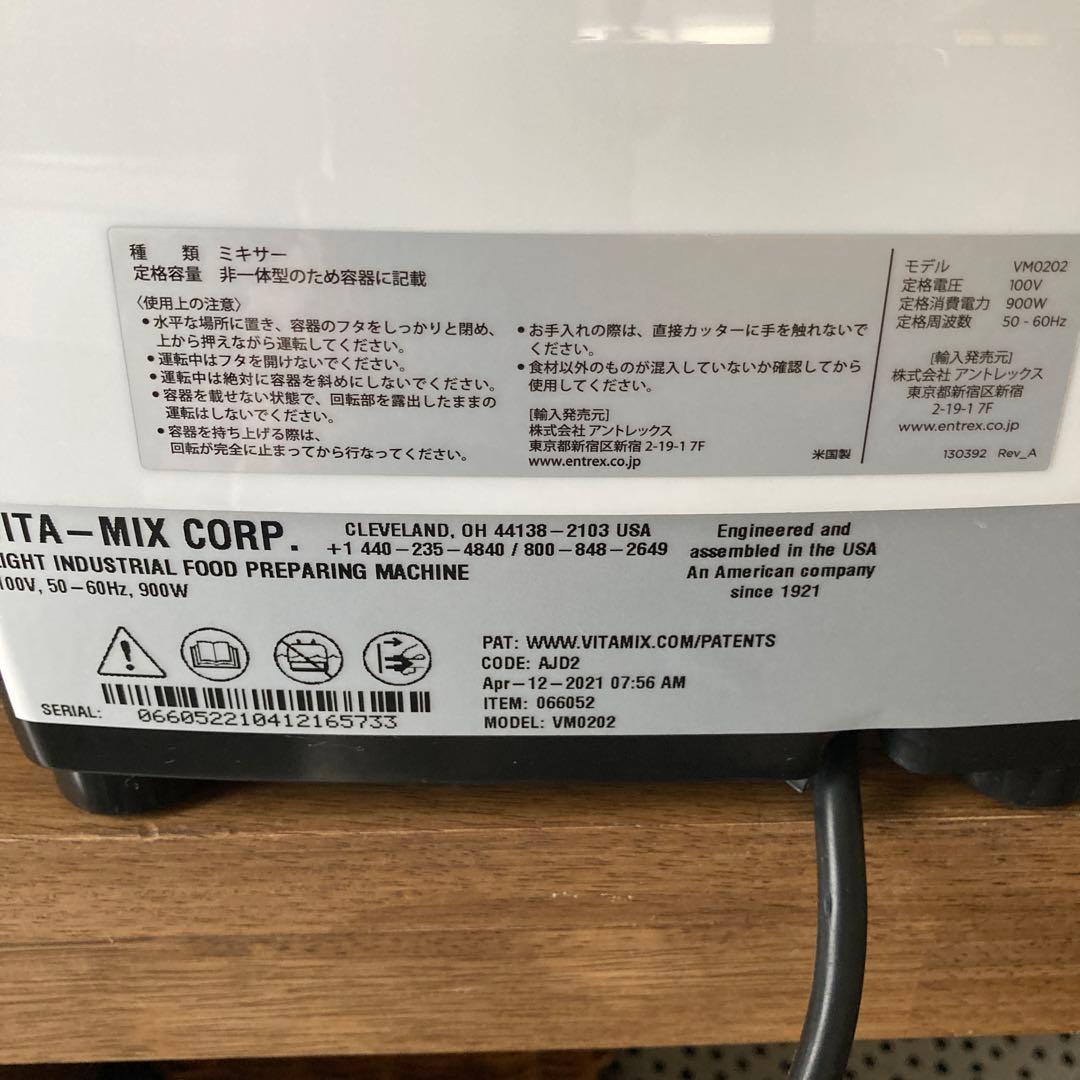 種 類 ミキサー
定格容量 非一体型のため容器に記載
〈使用上の注意〉
• 水平な場所に置き、容器のフタをしっかりと閉め、
上から押えながら運転してください。
• 運転中はフタを開けないでください。
• 運転中は絶対に容器を斜めにしないでください。
• 容器を載せない状態で、回転部を露出したままの
運転はしないでください。
• 容器を持ち上げる際は、
回転が完全に止まってから行なってください。
• お手入れの際は、直接カッターに手を触れないで
ください。
• 食材以外のものが混入していないか確認してから
使用してください。
[輸入発売元]
株式会社 アントレックス
東京都新宿区新宿 2-19-1 7F
www.entrex.co.jp
米国製
モデル VM0202
定格電圧 100V
定格消費電力 900W
定格周波数 50 - 60Hz
[輸入発売元]
株式会社 アントレックス
東京都新宿区新宿
2-19-1 7F
www.entrex.co.jp
130392 Rev_A
ITA-MIX CORP.
CLEVELAND, OH 44138-2103 USA
+1 440-235-4840 / 800-848-2649
Engineered and
assembled in the USA
An American company
since 1921
LIGHT INDUSTRIAL FOOD PREPARING MACHINE
100V, 50-60Hz, 900W
PAT: WWW.VITAMIX.COM/PATENTS
CODE: AJD2
Apr-12-2021 07:56 AM
ITEM: 066052
MODEL: VM0202
SERIAL: 066052210412165733